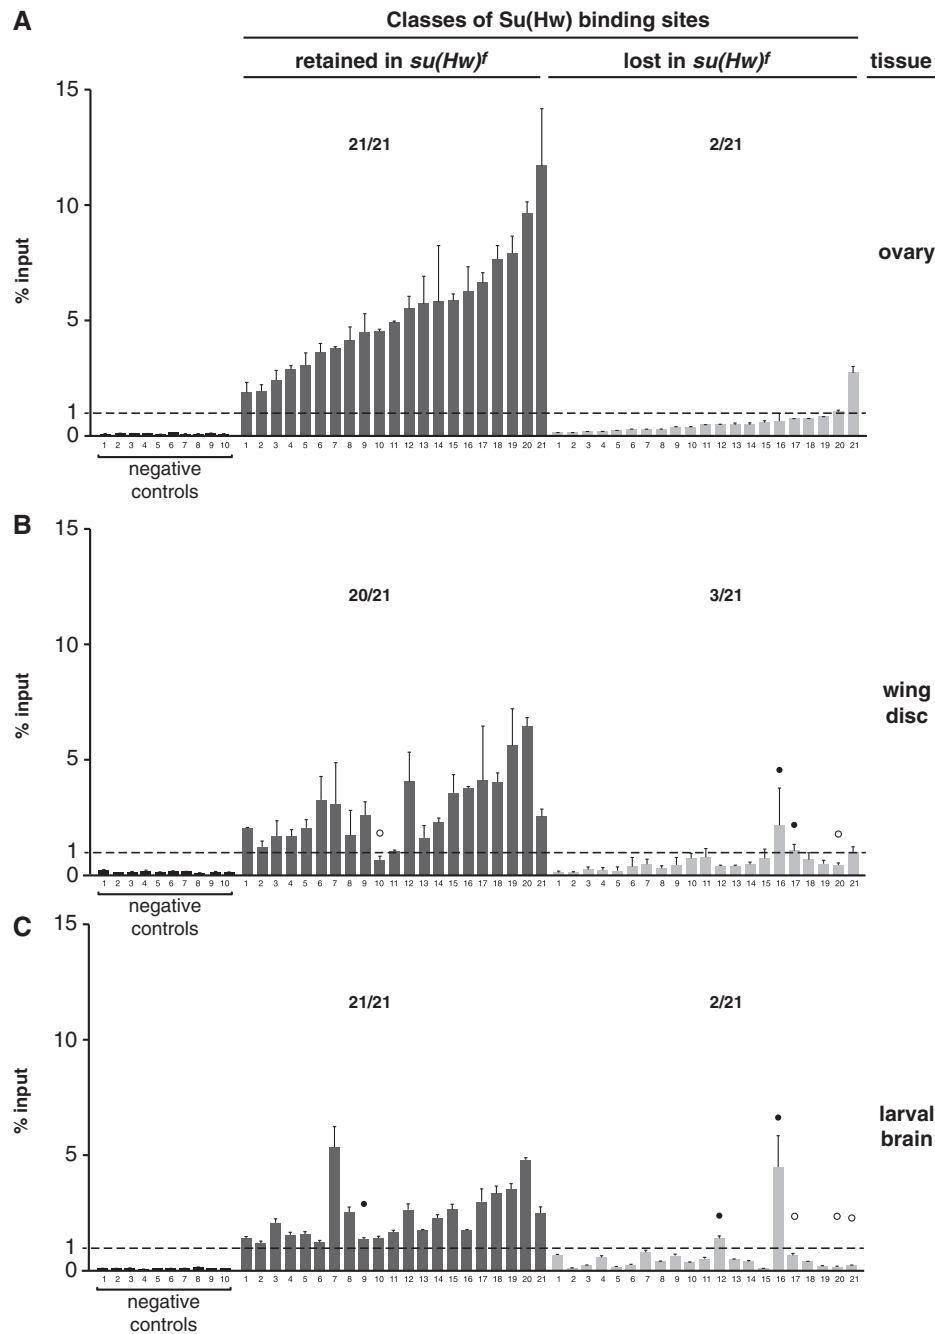 A
Classes of Su(Hw) binding sites
retained in su(Hw)f lost in su(Hw)f tissue
15
10
5
1
0
% input
21/21 2/21
ovary
1 2 3 4 5 6 7 8 9 10 1 2 3 4 5 6 7 8 9 10 11 12 13 14 15 16 17 18 19 20 21 1 2 3 4 5 6 7 8 9 10 11 12 13 14 15 16 17 18 19 20 21
negative
controls
B
15
10
5
1
0
% input
20/21 3/21
wing
disc
1 2 3 4 5 6 7 8 9 10 1 2 3 4 5 6 7 8 9 10 11 12 13 14 15 16 17 18 19 20 21 1 2 3 4 5 6 7 8 9 10 11 12 13 14 15 16 17 18 19 20 21
negative
controls
C
15
10
5
1
0
% input
21/21 2/21
larval
brain
1 2 3 4 5 6 7 8 9 10 1 2 3 4 5 6 7 8 9 10 11 12 13 14 15 16 17 18 19 20 21 1 2 3 4 5 6 7 8 9 10 11 12 13 14 15 16 17 18 19 20 21
negative
controls